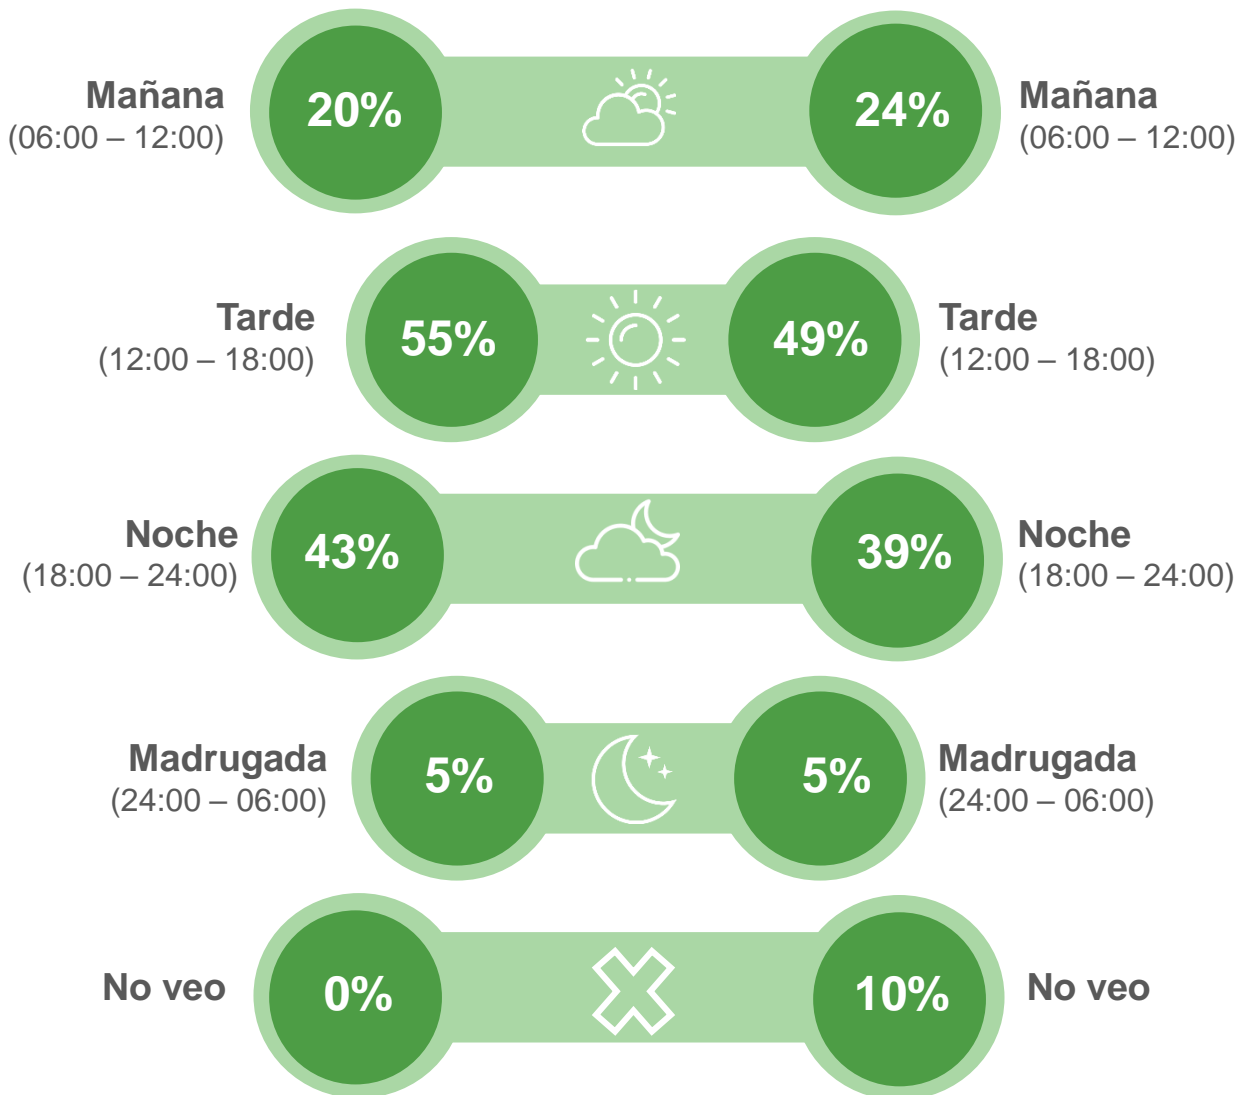 Mañana
(06:00 – 12:00)
20%
24%
Mañana
(06:00 – 12:00)
Tarde
(12:00 – 18:00)
55%
49%
Tarde
(12:00 – 18:00)
Noche
(18:00 – 24:00)
43%
39%
Noche
(18:00 – 24:00)
Madrugada
(24:00 – 06:00)
5%
5%
Madrugada
(24:00 – 06:00)
No veo
0%
10%
No veo